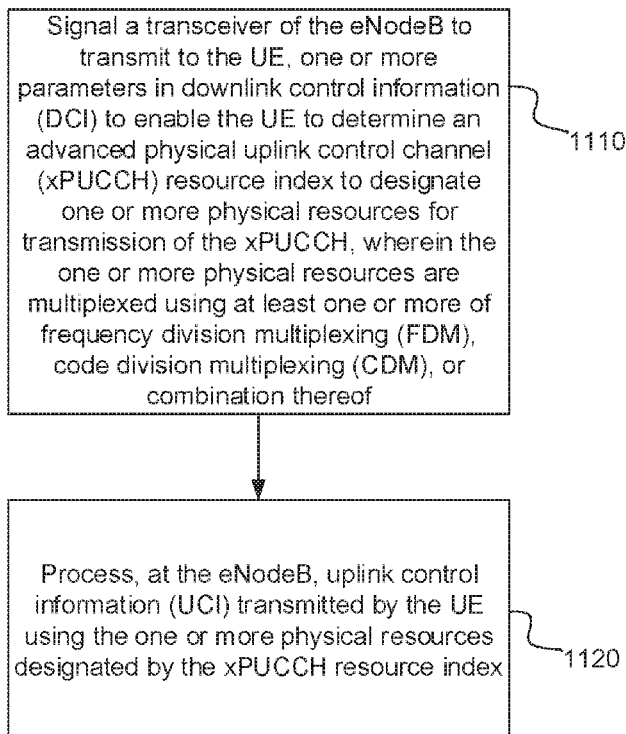 Signal a transceiver of the eNodeB to
transmit to the UE, one or more
parameters in downlink control information
(DCI) to enable the UE to determine an
advanced physical uplink control channel
(xPUCCH) resource index to designate
one or more physical resources for
transmission of the xPUCCH, wherein the
one or more physical resources are
multiplexed using at least one or more of
frequency division multiplexing (FDM),
code division multiplexing (CDM), or
combination thereof
1110
Process, at the eNodeB, uplink control
information (UCI) transmitted by the UE
using the one or more physical resources
designated by the xPUCCH resource index
1120